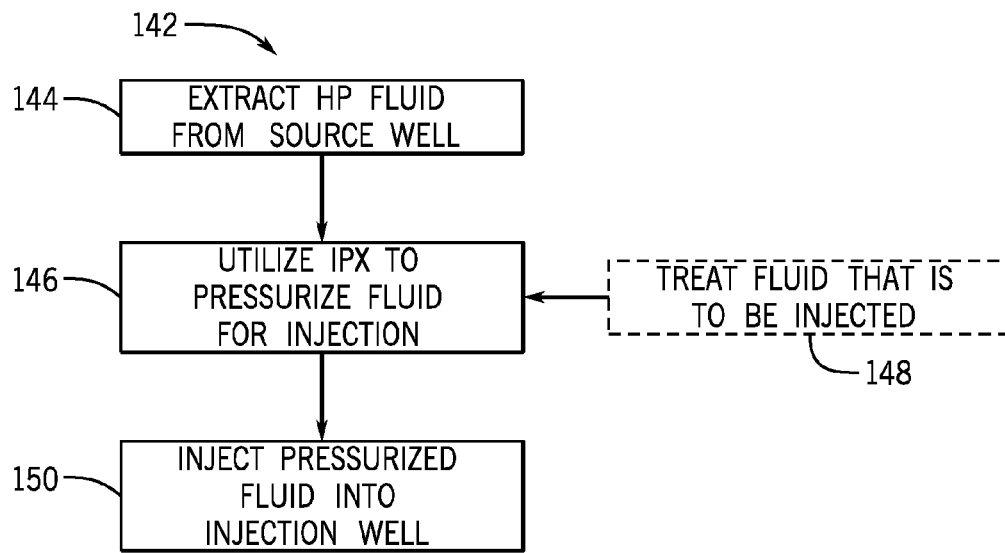 142
144
EXTRACT HP FLUID
FROM SOURCE WELL
146
UTILIZE IPX TO
PRESSURIZE FLUID
FOR INJECTION
TREAT FLUID THAT IS
TO BE INJECTED
148
150
INJECT PRESSURIZED
FLUID INTO
INJECTION WELL